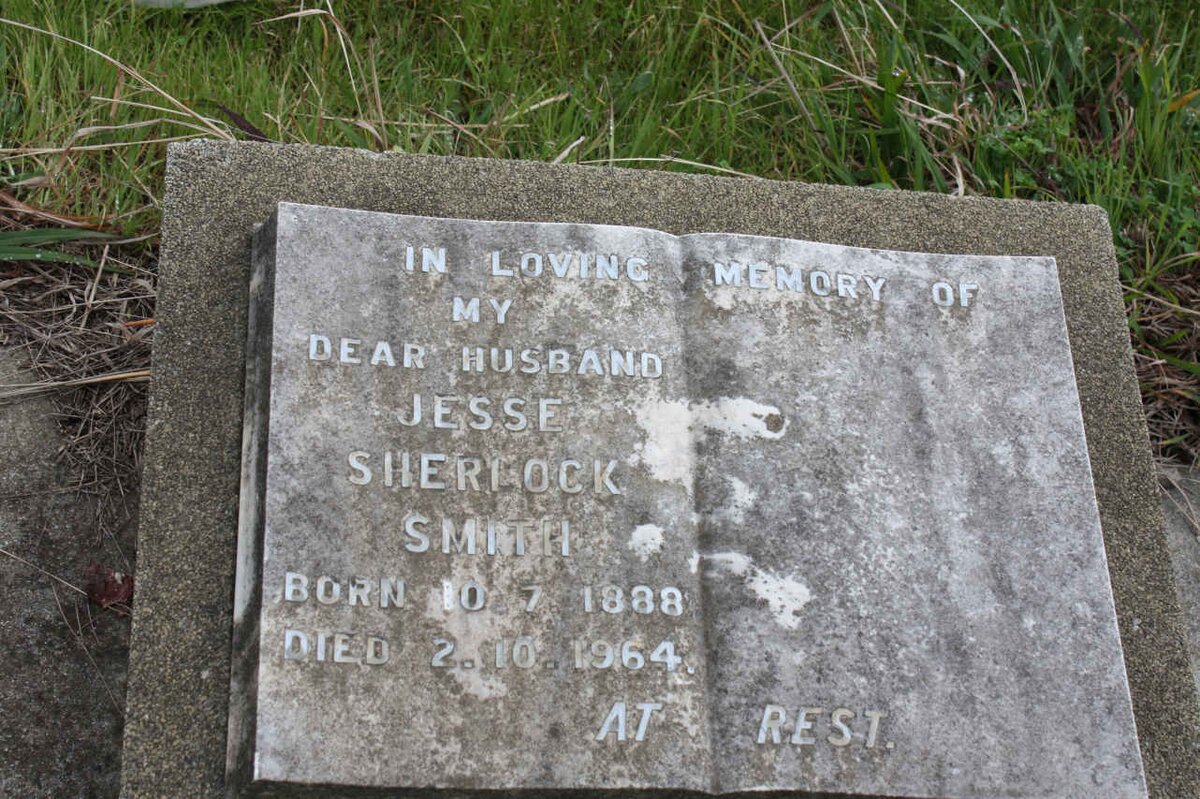 IN LOVING MEMORY OF
MY
DEAR HUSBAND
JESSE
SHERLOCK
SMITH
BORN 10 7 1888
DIED 2.10.1964.
AT REST.